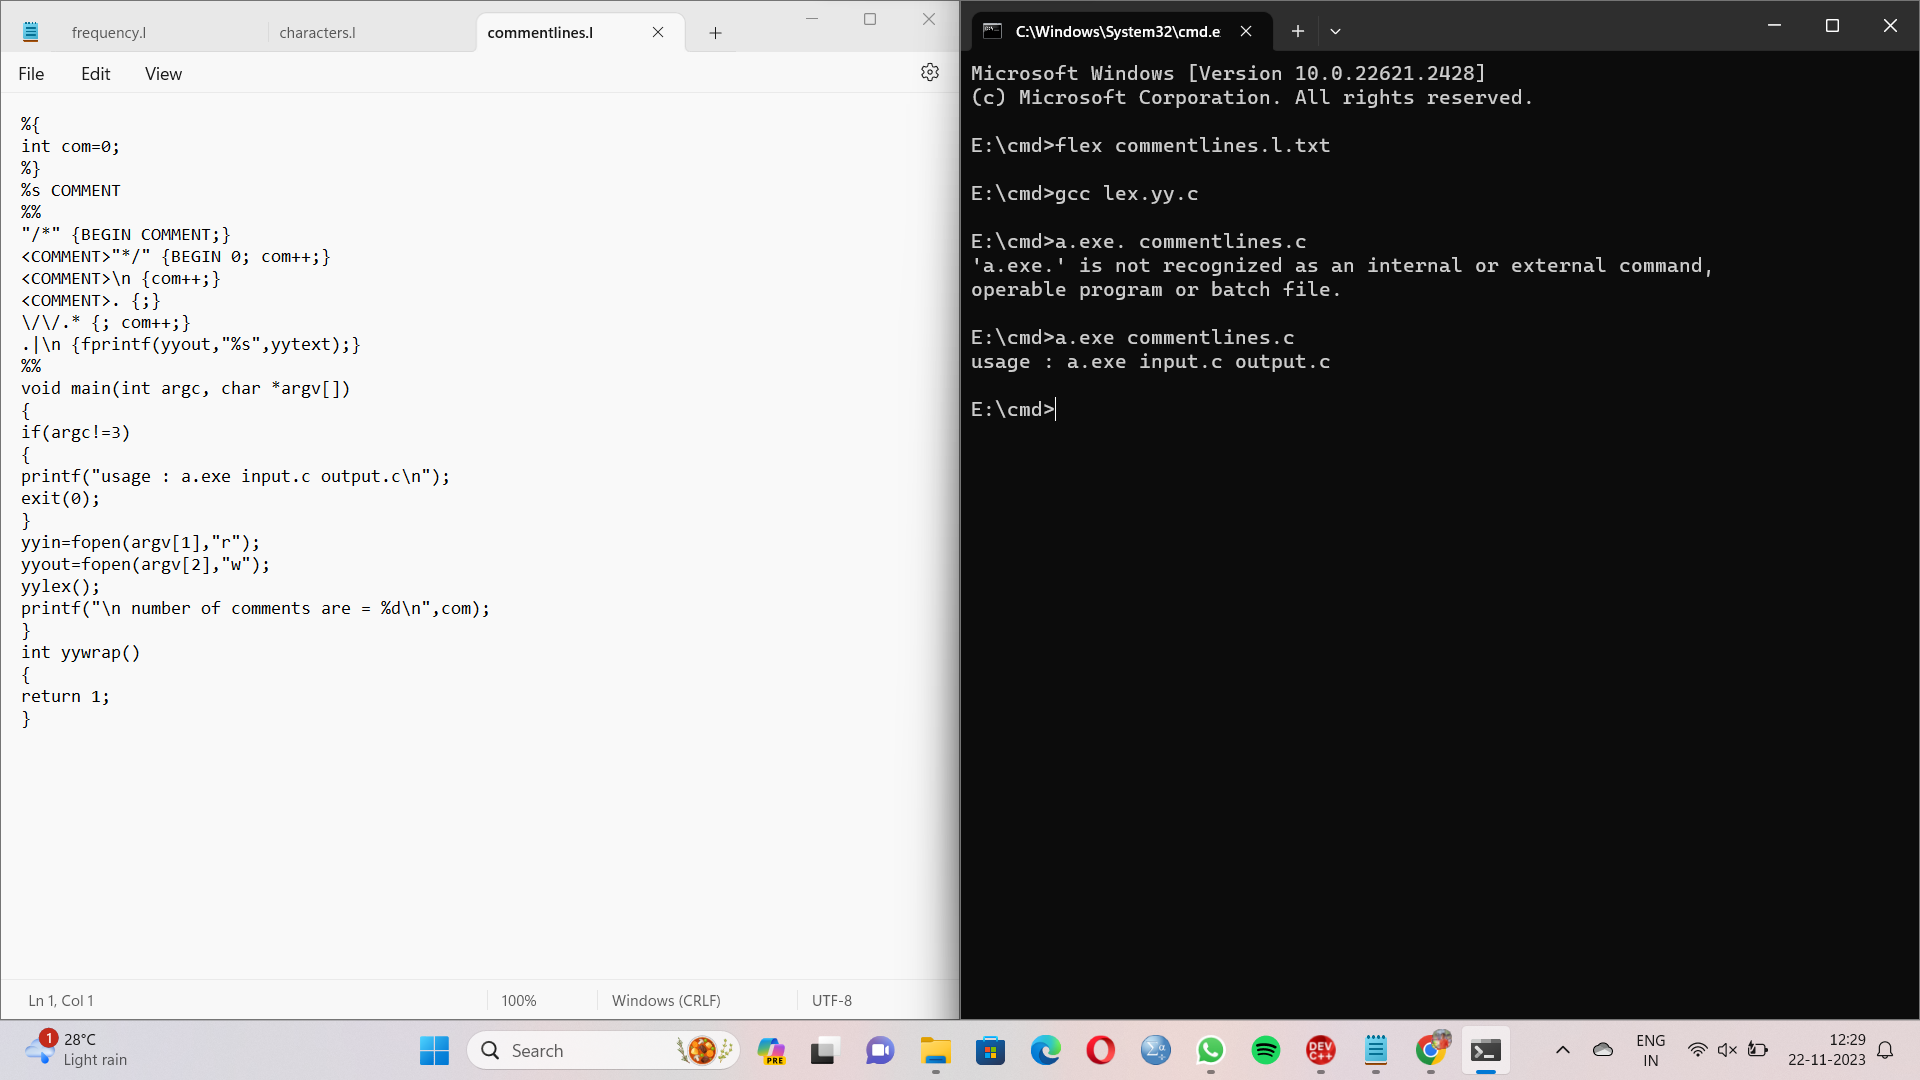 frequency.l
characters.l
commentlines.l
File
Edit
View
%{
int com=0;
%}
%s COMMENT
%%
"/*" {BEGIN COMMENT;}
<COMMENT>"*/" {BEGIN 0; com++;}
<COMMENT>\n {com++;}
<COMMENT>. {;}
\/\/.* {; com++;}
.|\n {fprintf(yyout,"%s",yytext);}
%%
void main(int argc, char *argv[])
{
if(argc!=3)
{
printf("usage : a.exe input.c output.c\n");
exit(0);
}
yyin=fopen(argv[1],"r");
yyout=fopen(argv[2],"w");
yylex();
printf("\n number of comments are = %d\n",com);
}
int yywrap()
{
return 1;
}
Ln 1, Col 1
100%
Windows (CRLF)
UTF-8
C:\Windows\System32\cmd.e
Microsoft Windows [Version 10.0.22621.2428]
(c) Microsoft Corporation. All rights reserved.
E:\cmd>flex commentlines.l.txt
E:\cmd>gcc lex.yy.c
E:\cmd>a.exe. commentlines.c
'a.exe.' is not recognized as an internal or external command,
operable program or batch file.
E:\cmd>a.exe commentlines.c
usage : a.exe input.c output.c
E:\cmd>
1
28°C
Light rain
Search
PRE
DEV
C++
ENG
IN
12:29
22-11-2023